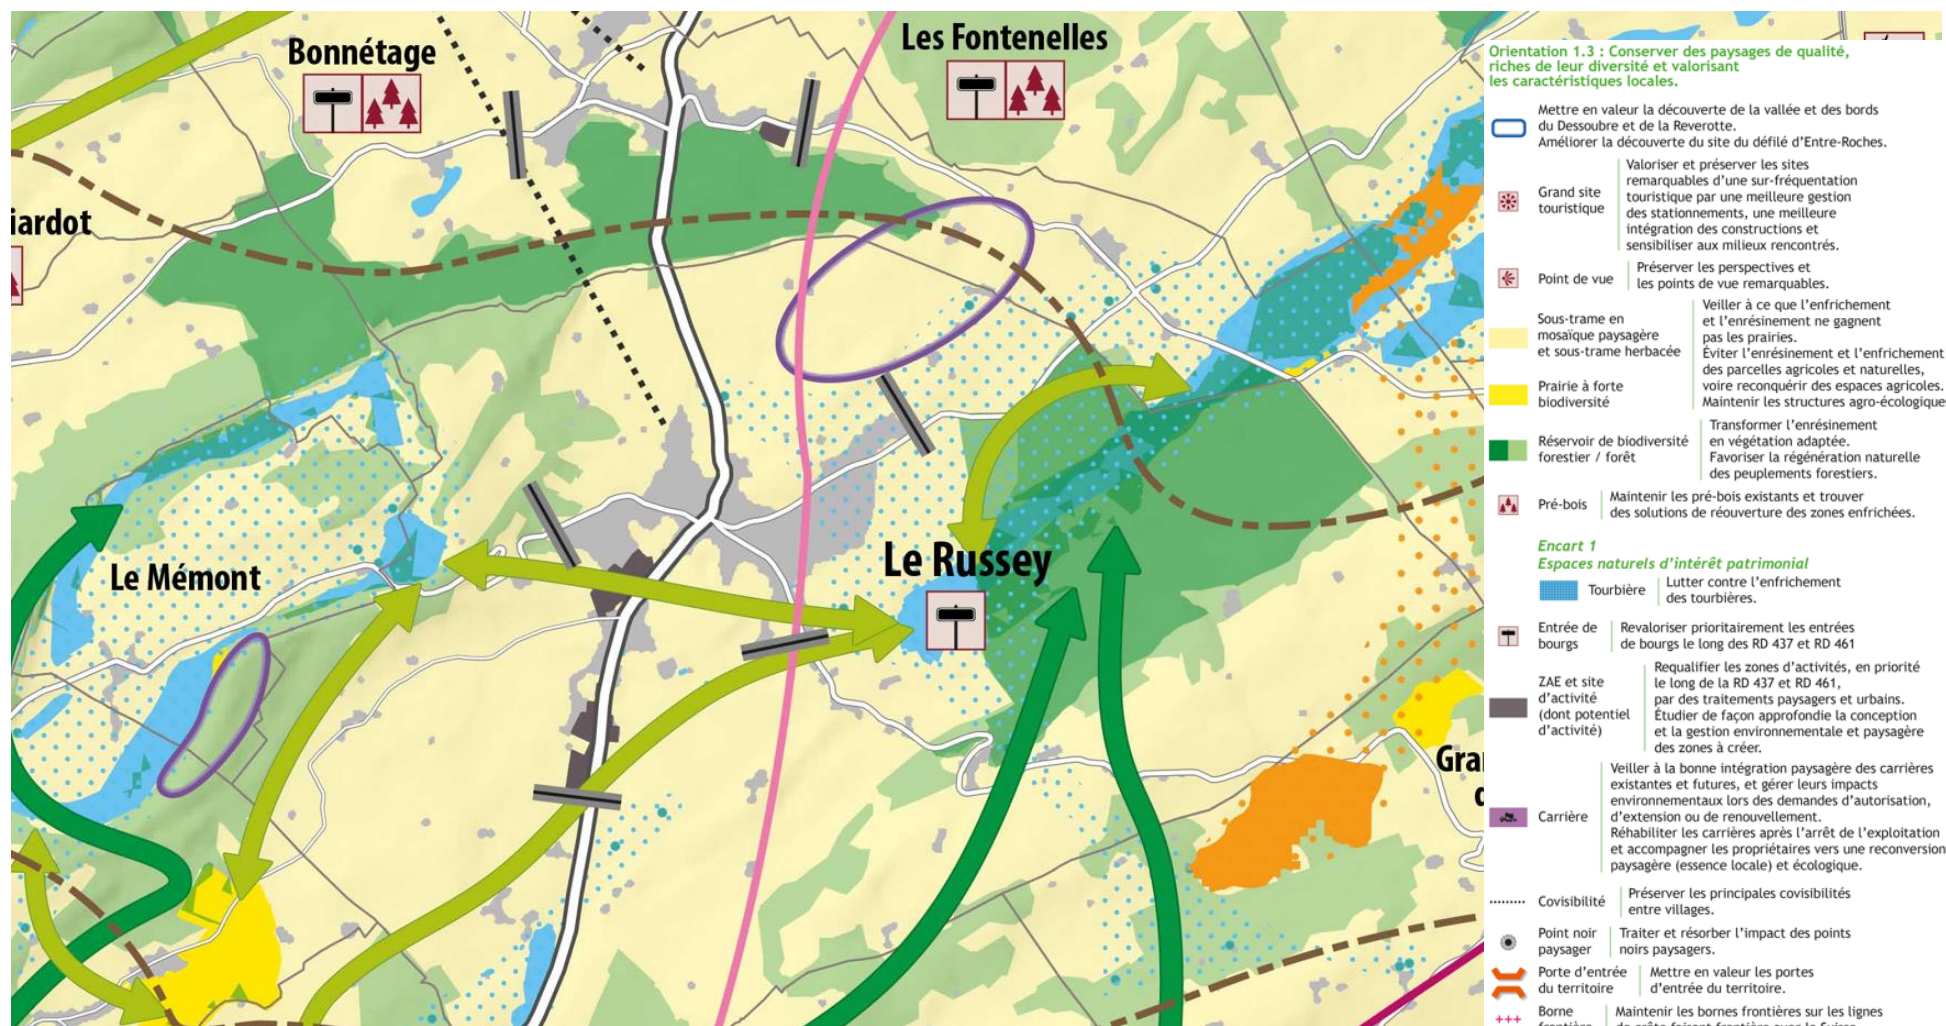 Bonnétage
Les Fontenelles
iardot
Le Mémont
Le Russey
Gra
Orientation 1.3 : Conserver des paysages de qualité,
riches de leur diversité et valorisant
les caractéristiques locales.
Mettre en valeur la découverte de la vallée et des bords
du Dessoubre et de la Reverotte.
Améliorer la découverte du site du défilé d'Entre-Roches.
Grand site
touristique
Valoriser et préserver les sites
remarquables d'une sur-fréquentation
touristique par une meilleure gestion
des stationnements, une meilleure
intégration des constructions et
sensibiliser aux milieux rencontrés.
Point de vue
Préserver les perspectives et
les points de vue remarquables.
Sous-trame en
mosaïque paysagère
et sous-trame herbacée
Prairie à forte
biodiversité
Veiller à ce que l'enfrichement
et l'enrésinement ne gagnent
pas les prairies.
Éviter l'enrésinement et l'enfrichement
des parcelles agricoles et naturelles,
voire reconquérir des espaces agricoles.
Maintenir les structures agro-écologique
Réservoir de biodiversité
forestier / forêt
Transformer l'enrésinement
en végétation adaptée.
Favoriser la régénération naturelle
des peuplements forestiers.
Pré-bois
Maintenir les pré-bois existants et trouver
des solutions de réouverture des zones enfrichées.
Encart 1
Espaces naturels d'intérêt patrimonial
Tourbière
Lutter contre l'enfrichement
des tourbières.
Entrée de
bourgs
Revaloriser prioritairement les entrées
de bourgs le long des RD 437 et RD 461
ZAE et site
d'activité
(dont potentiel
d'activité)
Requalifier les zones d'activités, en priorité
le long de la RD 437 et RD 461,
par des traitements paysagers et urbains.
Étudier de façon approfondie la conception
et la gestion environnementale et paysagère
des zones à créer.
Carrière
Veiller à la bonne intégration paysagère des carrières
existantes et futures, et gérer leurs impacts
environnementaux lors des demandes d'autorisation,
d'extension ou de renouvellement.
Réhabiliter les carrières après l'arrêt de l'exploitation
et accompagner les propriétaires vers une reconversion
paysagère (essence locale) et écologique.
Covisibilité
Préserver les principales covisibilités
entre villages.
Point noir
paysager
Traiter et résorber l'impact des points
noirs paysagers.
Porte d'entrée
du territoire
Mettre en valeur les portes
d'entrée du territoire.
Borne
frontière
Maintenir les bornes frontières sur les lignes
de crête faisant frontière avec la Suisse